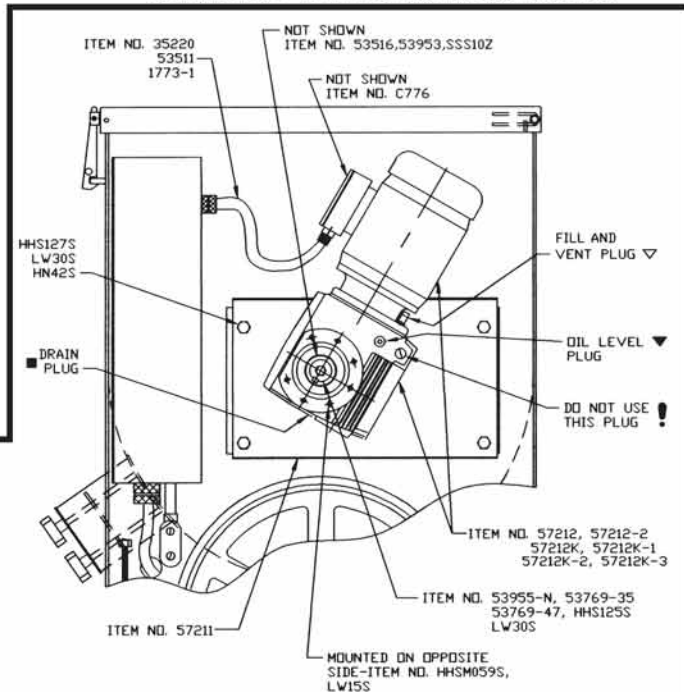 NOT SHOWN
ITEM NO. 53516,53953,SSS10Z
ITEM NO. 35220
53511
1773-1
NOT SHOWN
ITEM NO. C776
HHS127S
LW30S
HN42S
FILL AND
VENT PLUG ▽
■ DRAIN
PLUG
OIL LEVEL ▼
PLUG
DO NOT USE !
THIS PLUG
ITEM NO. 57212, 57212-2
57212K, 57212K-1
57212K-2, 57212K-3
ITEM NO. 53955-N, 53769-35
53769-47, HHS125S
LW30S
ITEM NO. 57211
MOUNTED ON OPPOSITE
SIDE-ITEM NO. HHSM059S,
LW15S